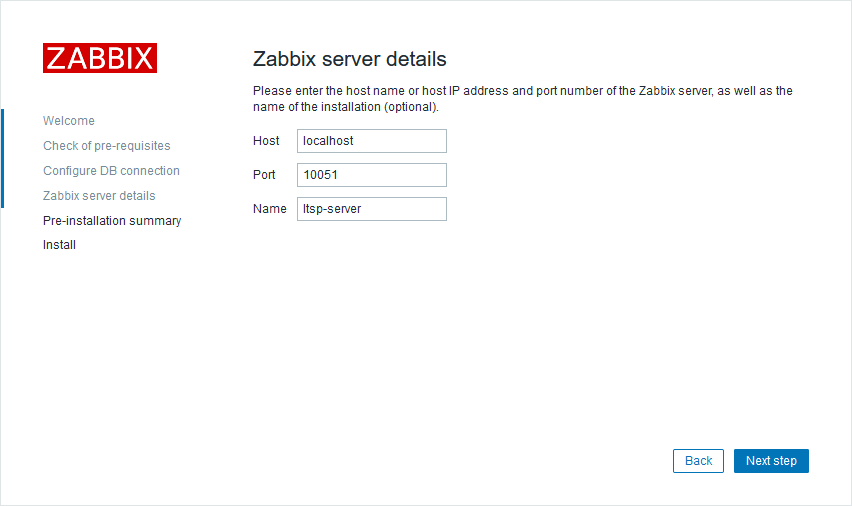 ZABBIX
Welcome
Check of pre-requisites
Configure DB connection
Zabbix server details
Pre-installation summary
Install
Zabbix server details
Please enter the host name or host IP address and port number of the Zabbix server, as well as the
name of the installation (optional).
Host localhost
Port 10051
Name ltsp-server
Back Next step